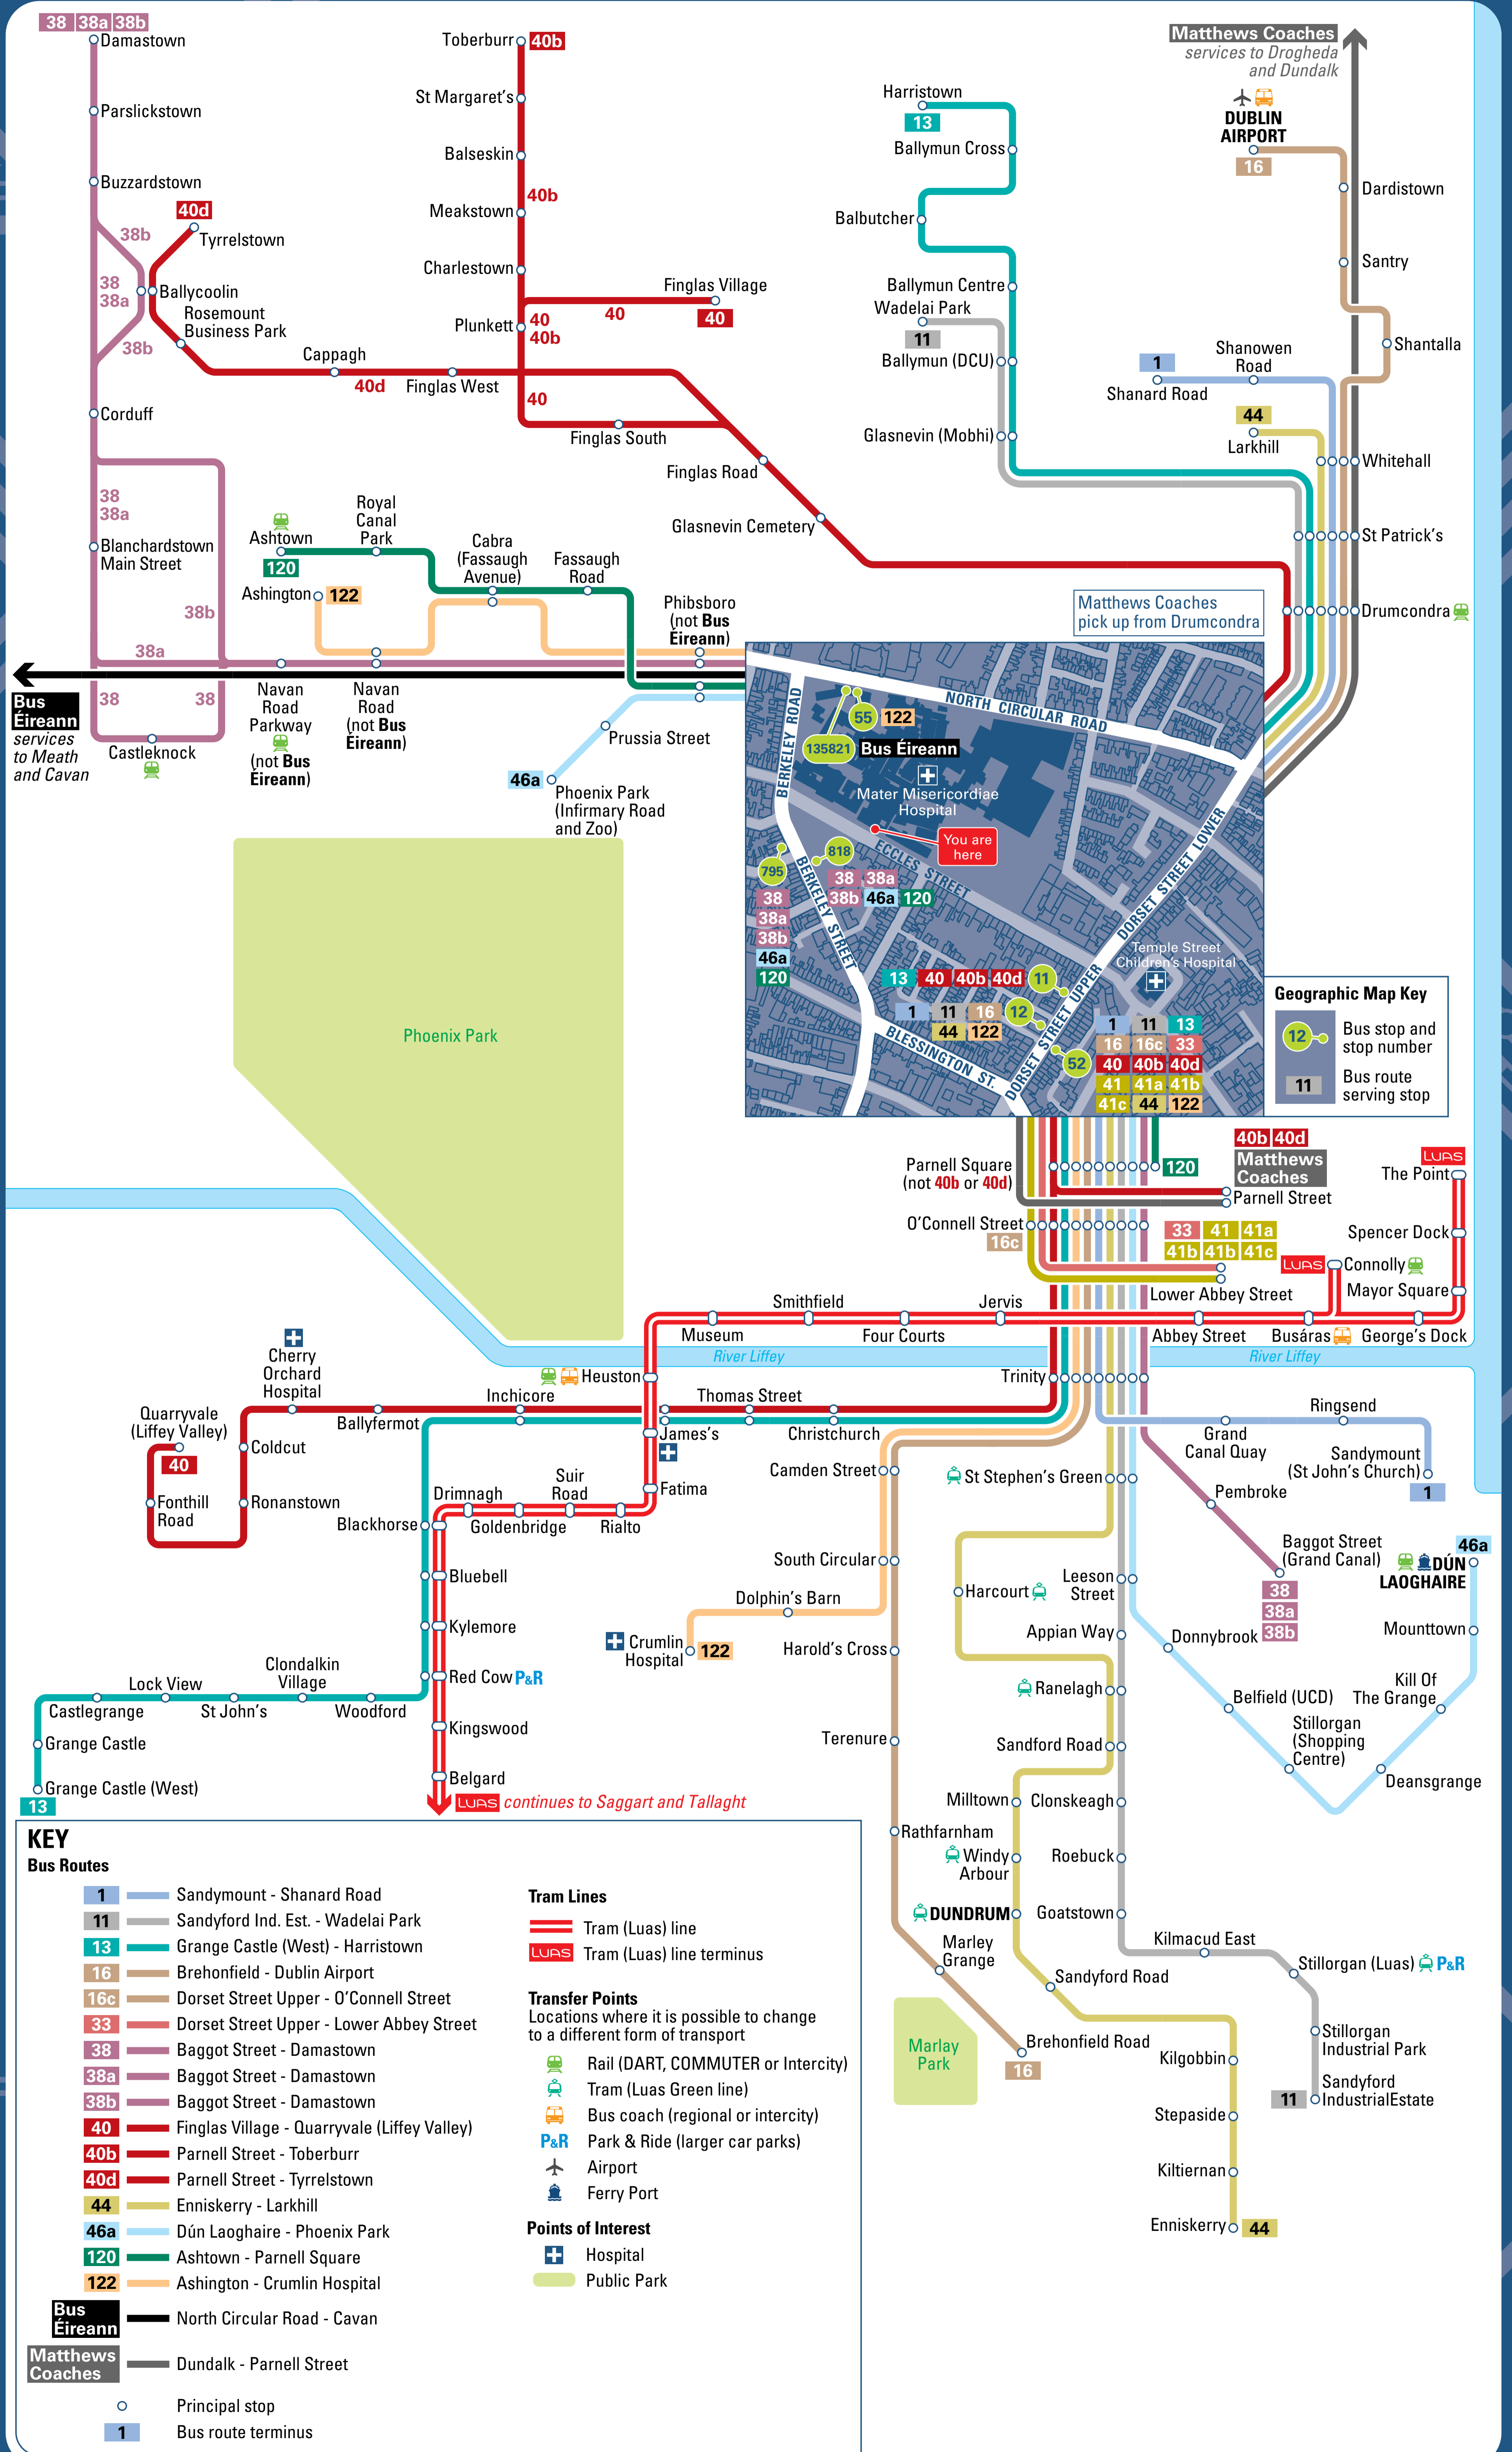 38 38a 38b
Damastown
Parslickstown
Buzzardstown
38b
38
38a
38b
Corduff
38
38a
Blanchardstown
Main Street
38b
38a
38
38
Castleknock
Bus
Éireann
services
to Meath
and Cavan
40d
Tyrrelstown
Ballycoolin
Rosemount
Business Park
Cappagh
40d
Finglas West
Toberburr
40b
St Margaret's
Balseskin
40b
Meakstown
Charlestown
Finglas Village
40
40
Plunkett
40
40b
40
Finglas South
Finglas Road
Glasnevin Cemetery
Harristown
13
Ballymun Cross
Balbutcher
Ballymun Centre
Wadelai Park
11
Ballymun (DCU)
Glasnevin (Mobhi)
Matthews Coaches
services to Drogheda
and Dundalk
DUBLIN
AIRPORT
16
Dardistown
Santry
Shantalla
Shanowen
Road
1
Shanard Road
44
Larkhill
Whitehall
St Patrick's
Drumcondra
Matthews Coaches
pick up from Drumcondra
Ashtown
120
Royal
Canal
Park
Cabra
(Fassaugh
Avenue)
Fassaugh
Road
Ashington
122
Phibsboro
(not Bus
Éireann)
Navan
Road
Parkway
(not Bus
Éireann)
Navan
Road
(not Bus
Éireann)
Prussia Street
46a
Phoenix Park
(Infirmary Road
and Zoo)
Phoenix Park
NORTH CIRCULAR ROAD
BERKELEY ROAD
55
122
135821
Bus Éireann
Mater Misericordiae
Hospital
You are
here
ECCLES STREET
DORSET STREET LOWER
818
795
38 38a
38b 46a 120
38
38a
38b
46a
120
BERKELEY STREET
Temple Street
Children's Hospital
13 40 40b 40d
11
1 11 16
44 122
12
DORSET STREET UPPER
BLESSINGTON ST.
52
1 11 13
16 16c 33
40 40b 40d
41 41a 41b
41c 44 122
Geographic Map Key
12
Bus stop and
stop number
11
Bus route
serving stop
Parnell Square
(not 40b or 40d)
120
40b 40d
Matthews
Coaches
Parnell Street
O'Connell Street
16c
33 41 41a
41b 41b 41c
Lower Abbey Street
LUAS
The Point
Spencer Dock
LUAS
Connolly
Mayor Square
Museum
Smithfield
Four Courts
Jervis
Abbey Street
Busáras
George's Dock
River Liffey
River Liffey
Heuston
Trinity
Cherry
Orchard
Hospital
Quarryvale
(Liffey Valley)
40
Fonthill
Road
Coldcut
Ronanstown
Ballyfermot
Inchicore
Thomas Street
James's
Christchurch
Fatima
Suir
Road
Drimnagh
Goldenbridge
Rialto
Blackhorse
Bluebell
Kylemore
Red Cow P&R
Kingswood
Belgard
LUAS continues to Saggart and Tallaght
Clondalkin
Village
Lock View
Castlegrange
St John's
Woodford
Grange Castle
Grange Castle (West)
13
Camden Street
South Circular
Dolphin's Barn
Crumlin
Hospital
122
Harold's Cross
Terenure
Rathfarnham
Marley
Grange
Brehonfield Road
16
Marlay
Park
St Stephen's Green
Harcourt
Leeson
Street
Appian Way
Ranelagh
Sandford Road
Milltown
Clonskeagh
Windy
Arbour
Roebuck
DUNDRUM
Goatstown
Sandyford Road
Kilmacud East
Stillorgan (Luas) P&R
Stillorgan
Industrial Park
Sandyford
IndustrialEstate
11
Kilgobbin
Stepaside
Kiltiernan
Enniskerry
44
Grand
Canal Quay
Ringsend
Sandymount
(St John's Church)
1
Pembroke
Baggot Street
(Grand Canal)
38
38a
38b
46a
DÚN
LAOGHAIRE
Mounttown
Kill Of
The Grange
Donnybrook
Belfield (UCD)
Stillorgan
(Shopping
Centre)
Deansgrange
KEY
Bus Routes
1 Sandymount - Shanard Road
11 Sandyford Ind. Est. - Wadelai Park
13 Grange Castle (West) - Harristown
16 Brehonfield - Dublin Airport
16c Dorset Street Upper - O'Connell Street
33 Dorset Street Upper - Lower Abbey Street
38 Baggot Street - Damastown
38a Baggot Street - Damastown
38b Baggot Street - Damastown
40 Finglas Village - Quarryvale (Liffey Valley)
40b Parnell Street - Toberburr
40d Parnell Street - Tyrrelstown
44 Enniskerry - Larkhill
46a Dún Laoghaire - Phoenix Park
120 Ashtown - Parnell Square
122 Ashington - Crumlin Hospital
Bus
Éireann
North Circular Road - Cavan
Matthews
Coaches
Dundalk - Parnell Street
Principal stop
1 Bus route terminus
Tram Lines
Tram (Luas) line
LUAS Tram (Luas) line terminus
Transfer Points
Locations where it is possible to change
to a different form of transport
Rail (DART, COMMUTER or Intercity)
Tram (Luas Green line)
Bus coach (regional or intercity)
P&R Park & Ride (larger car parks)
Airport
Ferry Port
Points of Interest
Hospital
Public Park